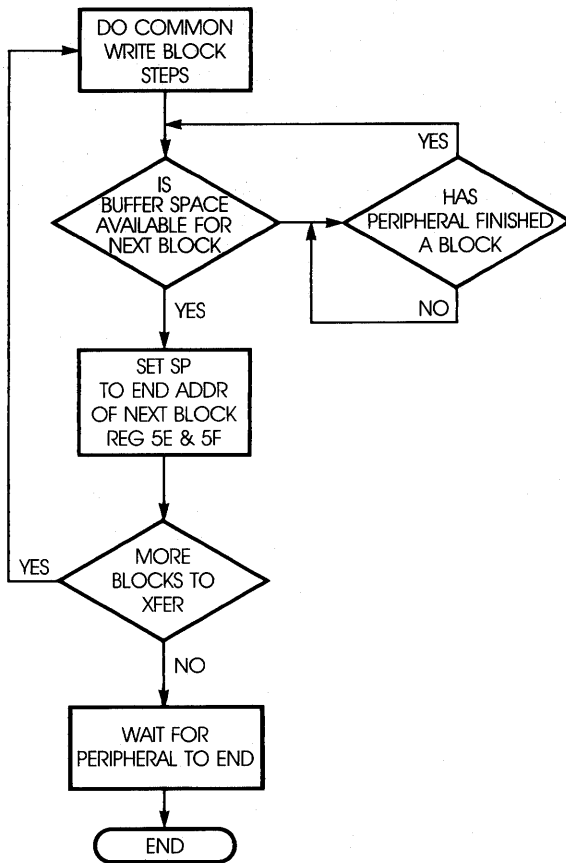 DO COMMON
WRITE BLOCK
STEPS
YES
IS
BUFFER SPACE
AVAILABLE FOR
NEXT BLOCK
HAS
PERIPHERAL FINISHED
A BLOCK
YES
NO
SET SP
TO END ADDR
OF NEXT BLOCK
REG 5E & 5F
YES
MORE
BLOCKS TO
XFER
NO
WAIT FOR
PERIPHERAL TO END
END